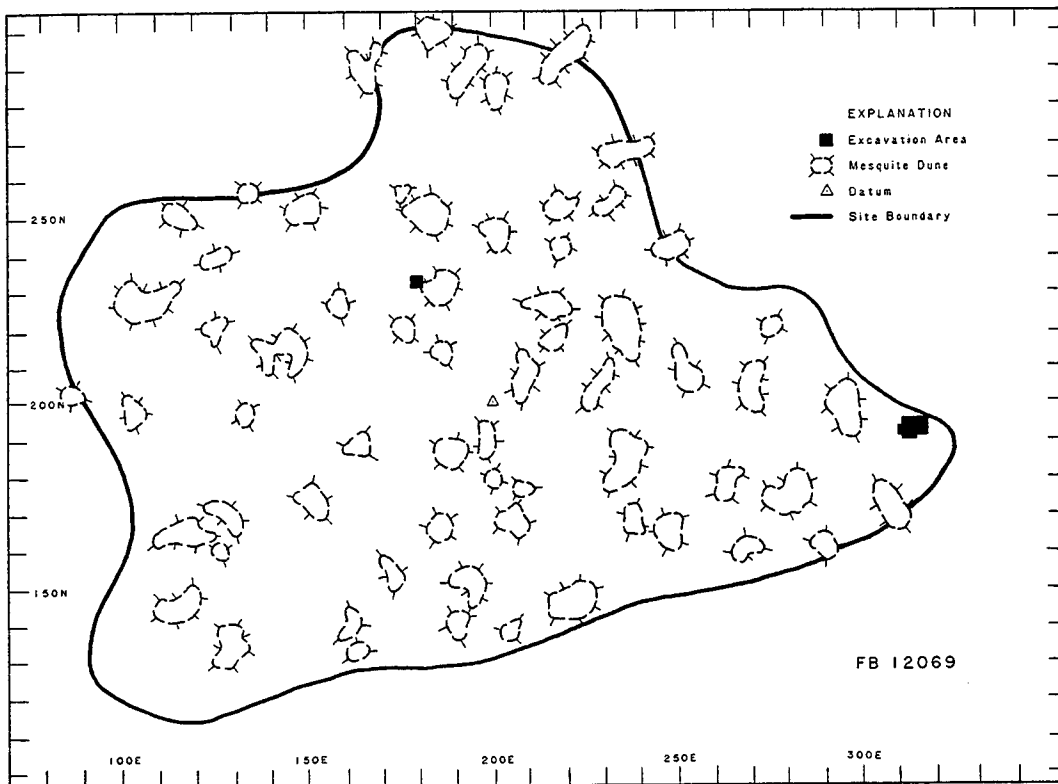 EXPLANATION
Excavation Area
Mesquite Dune
Datum
Site Boundary
250N
200N
150N
FB 12069
100E 150E 200E 250E 300E